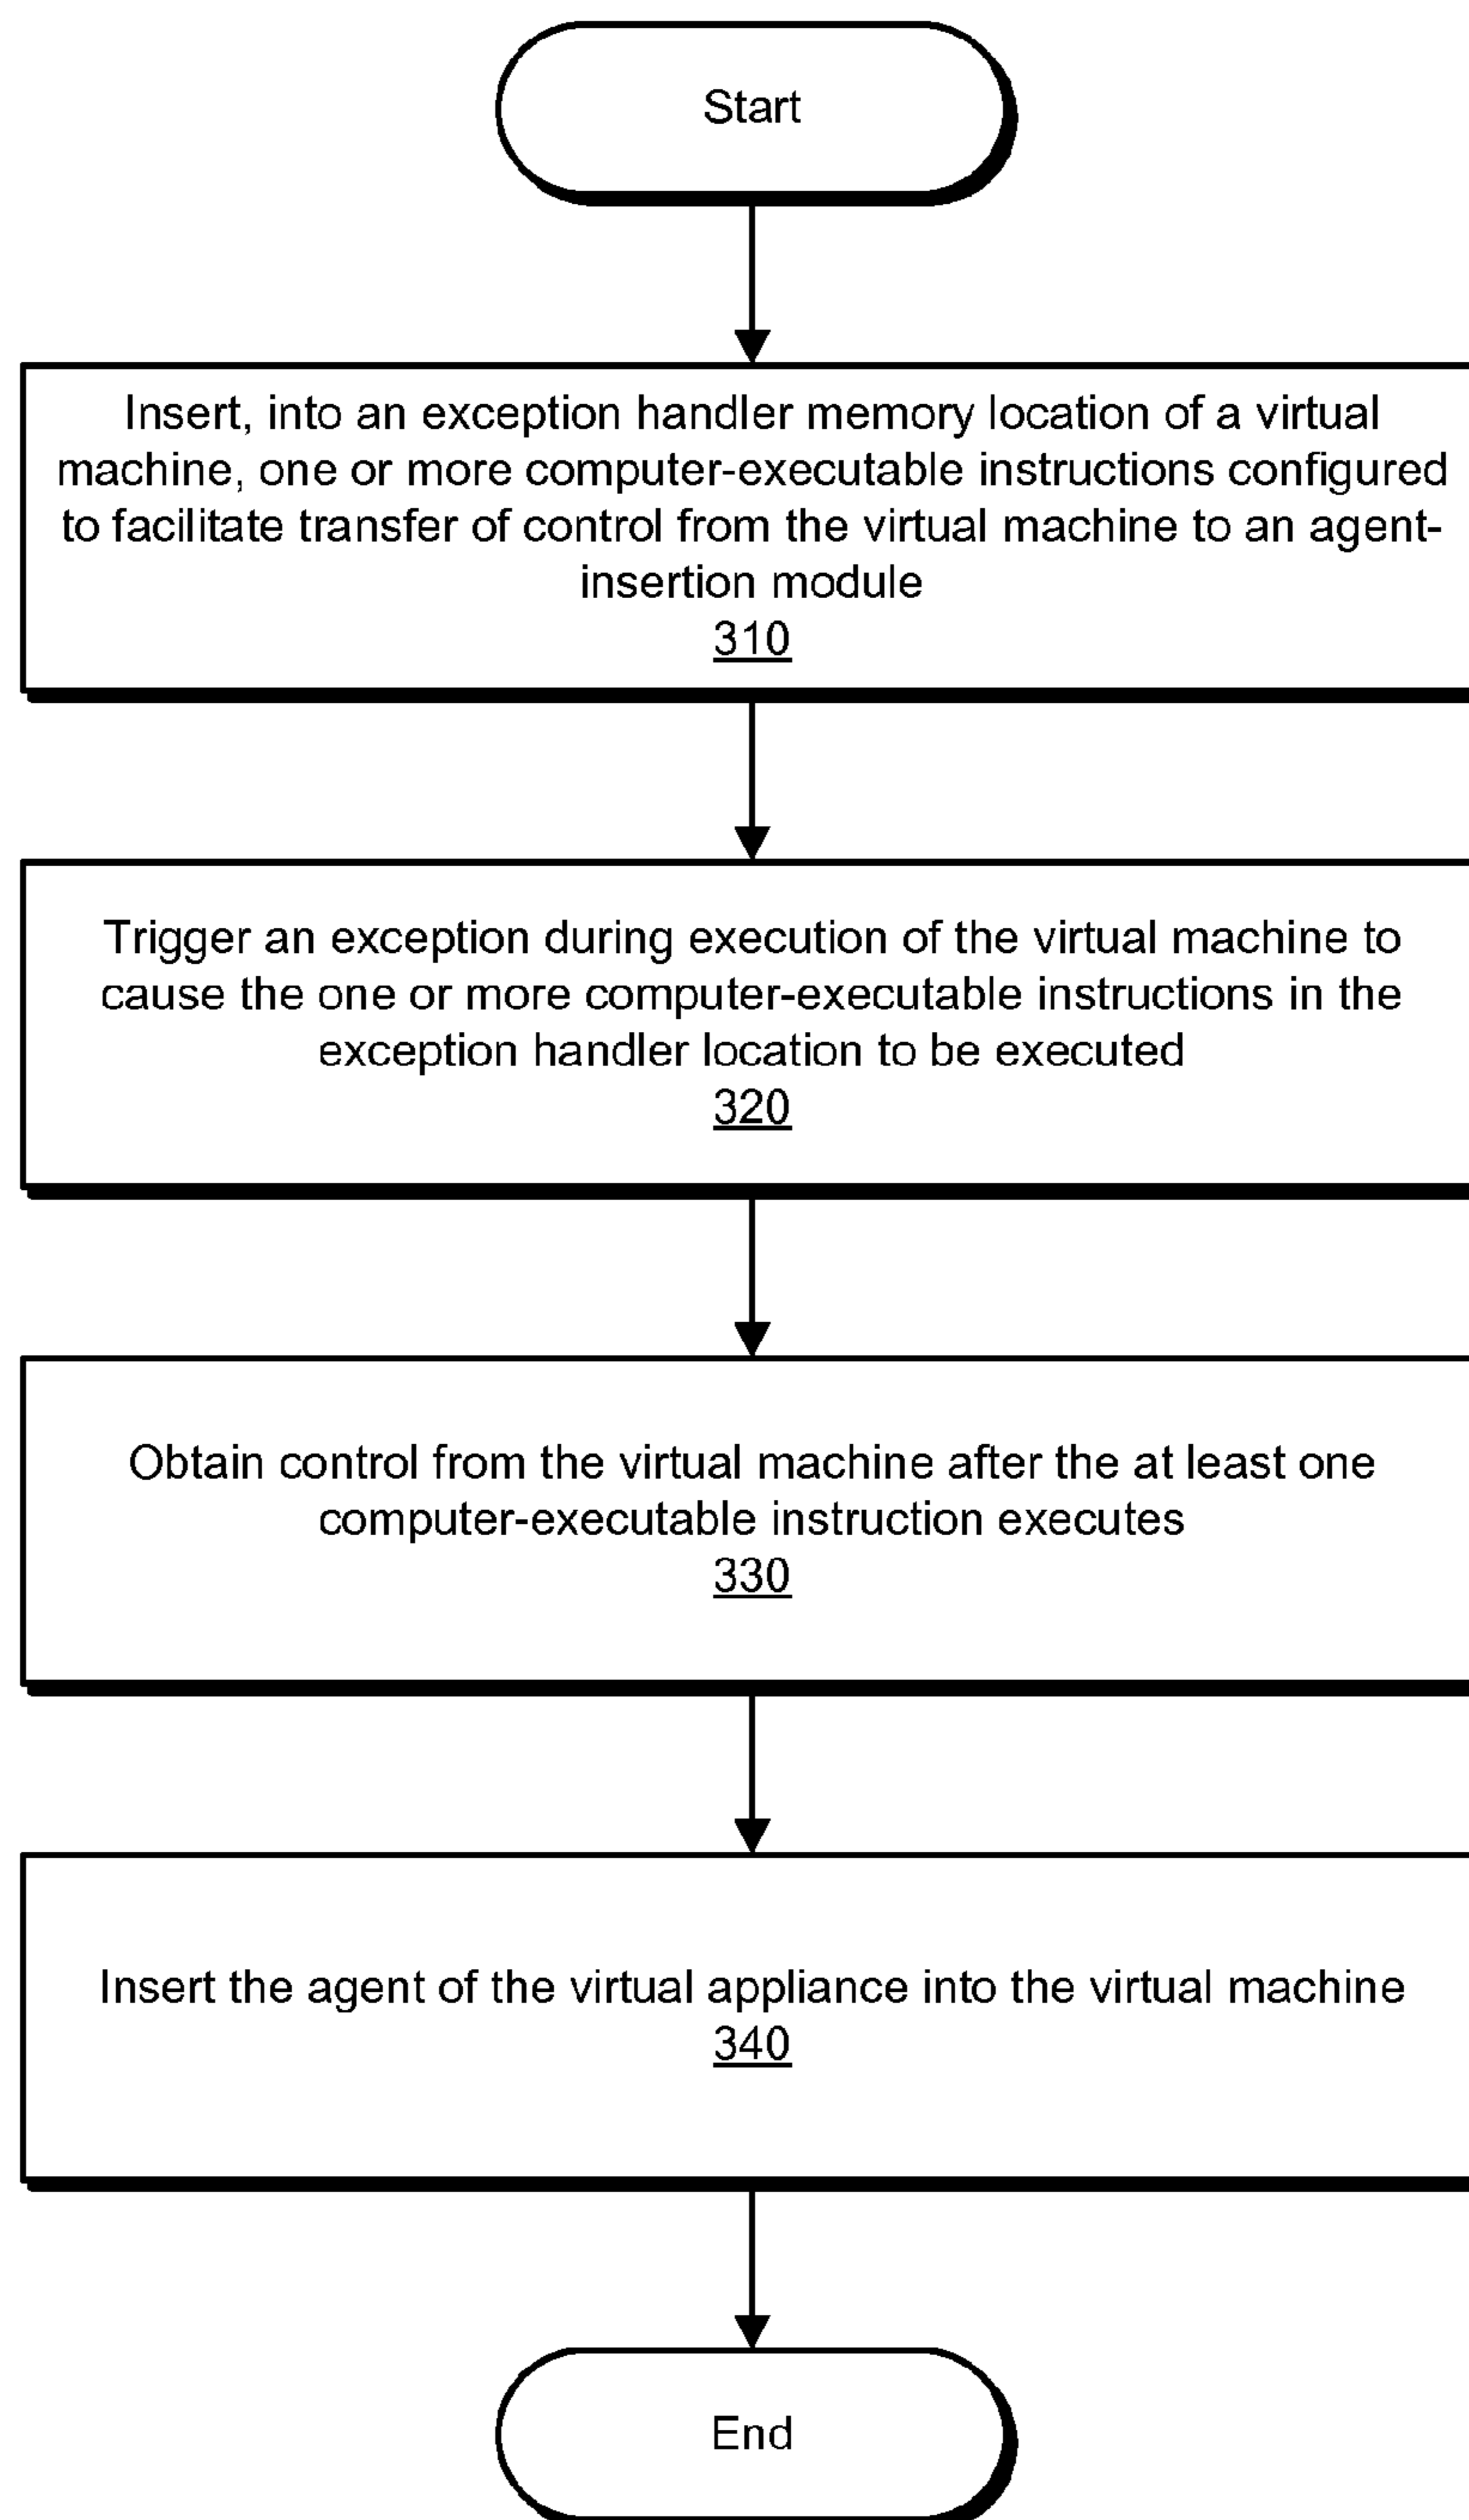 Start
Insert, into an exception handler memory location of a virtual
machine, one or more computer-executable instructions configured
to facilitate transfer of control from the virtual machine to an agent-
insertion module
310
Trigger an exception during execution of the virtual machine to
cause the one or more computer-executable instructions in the
exception handler location to be executed
320
Obtain control from the virtual machine after the at least one
computer-executable instruction executes
330
Insert the agent of the virtual appliance into the virtual machine
340
End